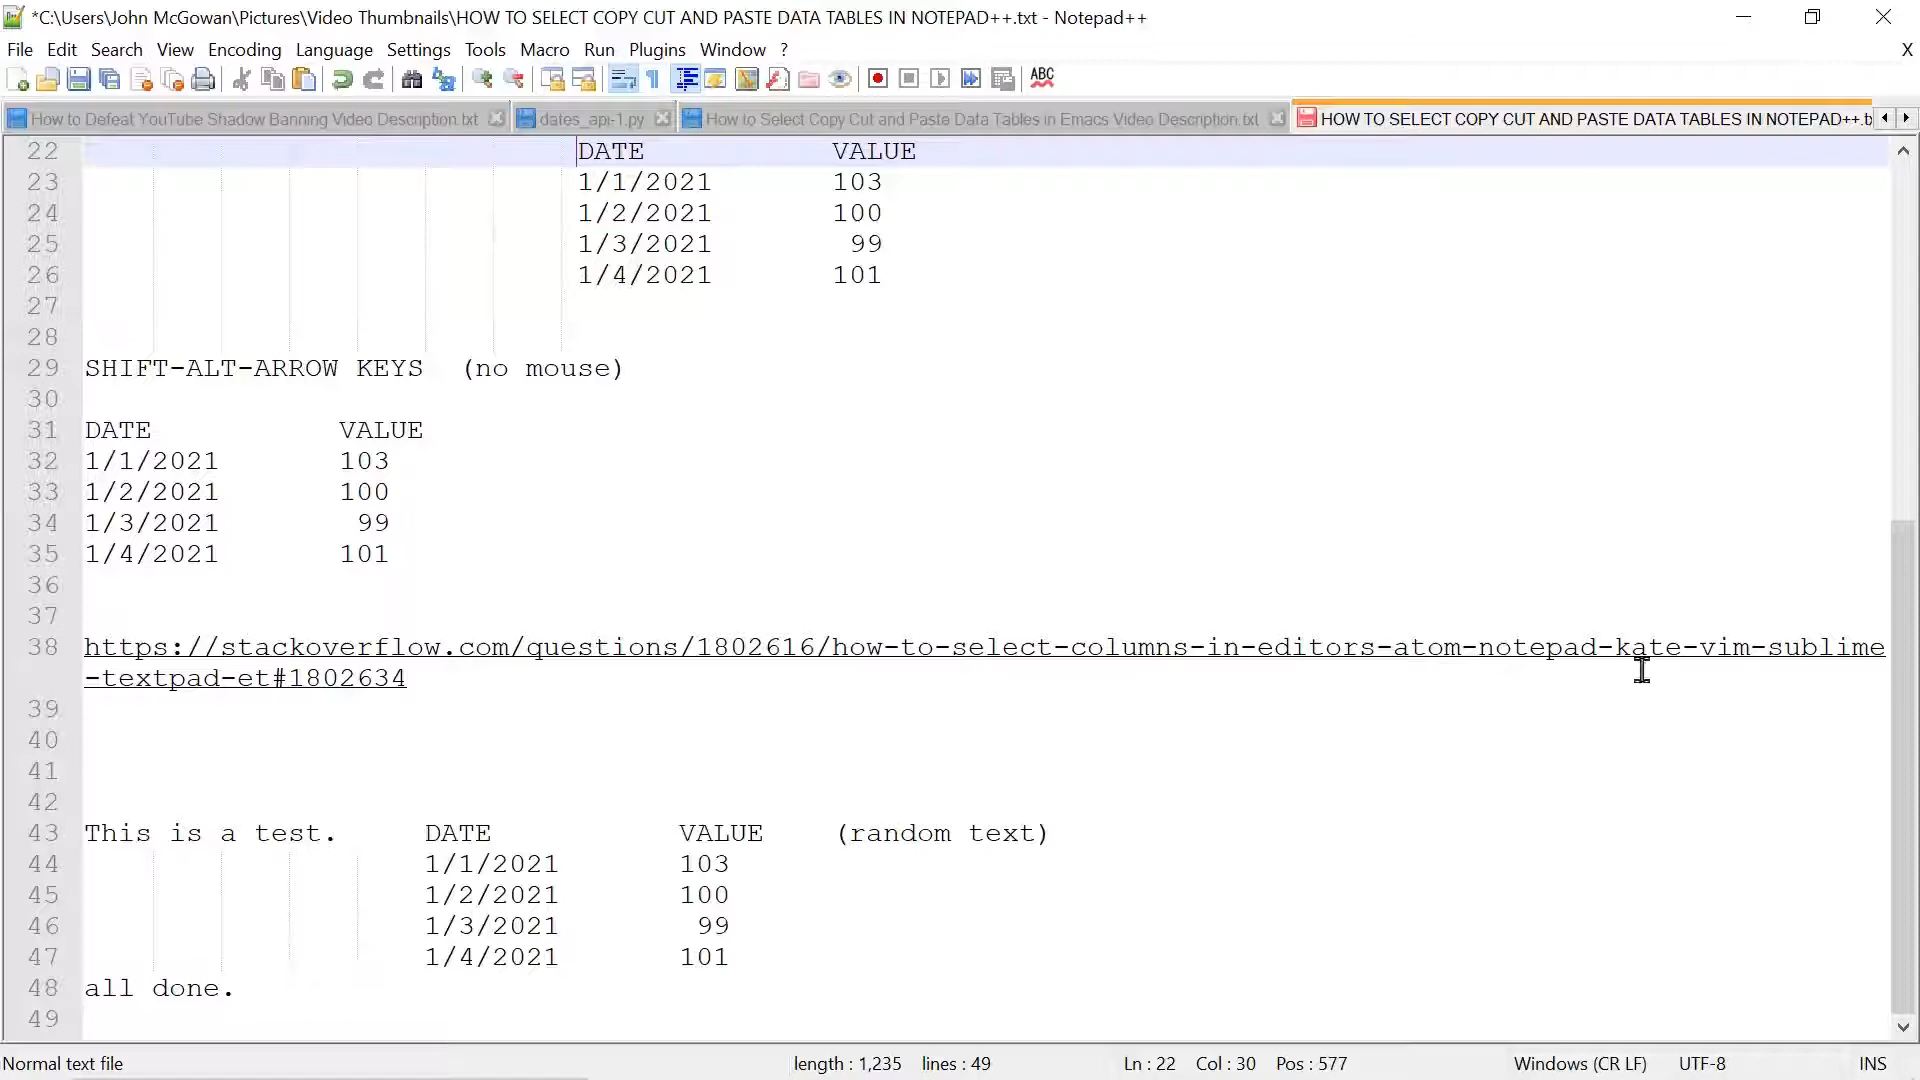 *C:\Users\John McGowan\Pictures\Video Thumbnails\HOW TO SELECT COPY CUT AND PASTE DATA TABLES IN NOTEPAD++.txt - Notepad++
File Edit Search View Encoding Language Settings Tools Macro Run Plugins Window ? X
ABC
How to Defeat YouTube Shadow Banning Video Description.txt dates_api-1.py How to Select Copy Cut and Paste Data Tables in Emacs Video Description.txt HOW TO SELECT COPY CUT AND PASTE DATA TABLES IN NOTEPAD++.t
22 DATE VALUE
23 1/1/2021 103
24 1/2/2021 100
25 1/3/2021 99
26 1/4/2021 101
27
28
29 SHIFT-ALT-ARROW KEYS (no mouse)
30
31 DATE VALUE
32 1/1/2021 103
33 1/2/2021 100
34 1/3/2021 99
35 1/4/2021 101
36
37
38 https://stackoverflow.com/questions/1802616/how-to-select-columns-in-editors-atom-notepad-kate-vim-sublime
-textpad-et#1802634
39
40
41
42
43 This is a test. DATE VALUE (random text)
44 1/1/2021 103
45 1/2/2021 100
46 1/3/2021 99
47 1/4/2021 101
48 all done.
49
Normal text file length : 1,235 lines : 49 Ln : 22 Col : 30 Pos : 577 Windows (CR LF) UTF-8 INS